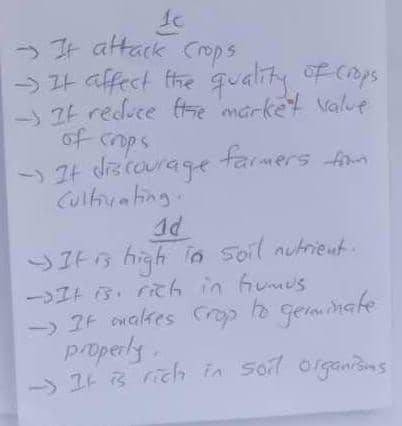 1c
→ It attack crops
→ It affect the quality of crops
→ It reduce the market value
of crops
→ It discourage farmers from
cultivating.
1d
→ It is high in soil nutrient.
→ It is. rich in humus
→ It makes crop to germinate
properly.
→ It is rich in soil organisms